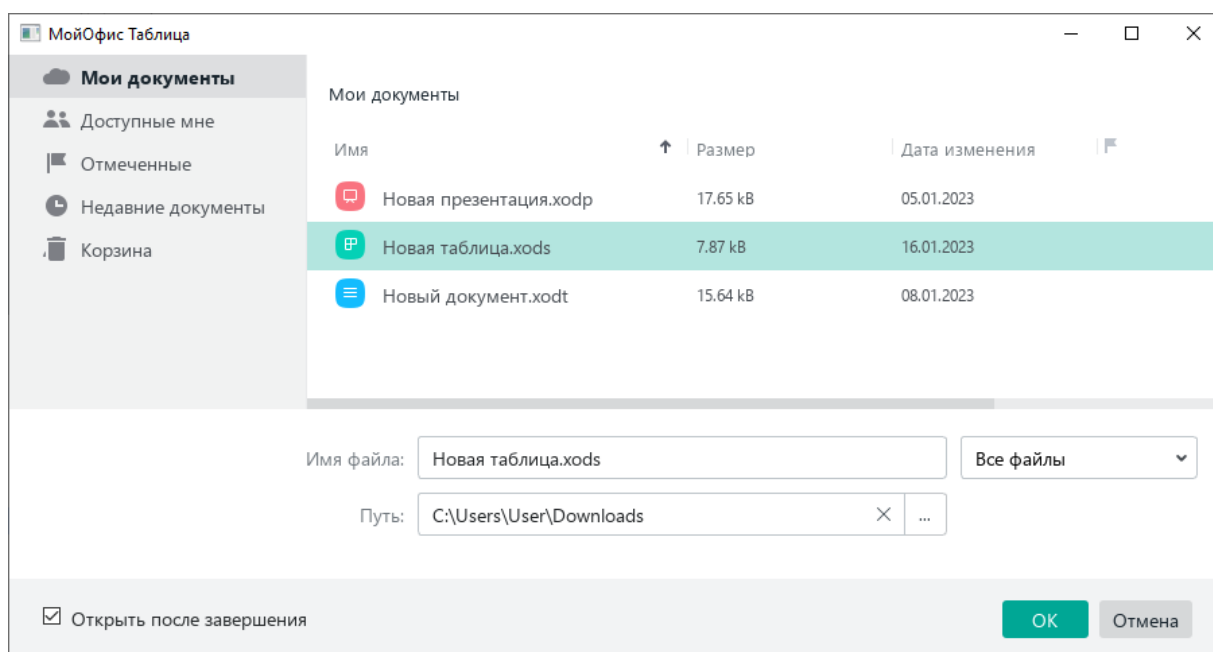 МойОфис Таблица
Мои документы
Доступные мне
Отмеченные
Недавние документы
Корзина
Мои документы
Имя Размер Дата изменения
Новая презентация.xodp 17.65 kB 05.01.2023
Новая таблица.xods 7.87 kB 16.01.2023
Новый документ.xodt 15.64 kB 08.01.2023
Имя файла: Новая таблица.xods Все файлы
Путь: C:\Users\User\Downloads ...
Открыть после завершения ОК Отмена